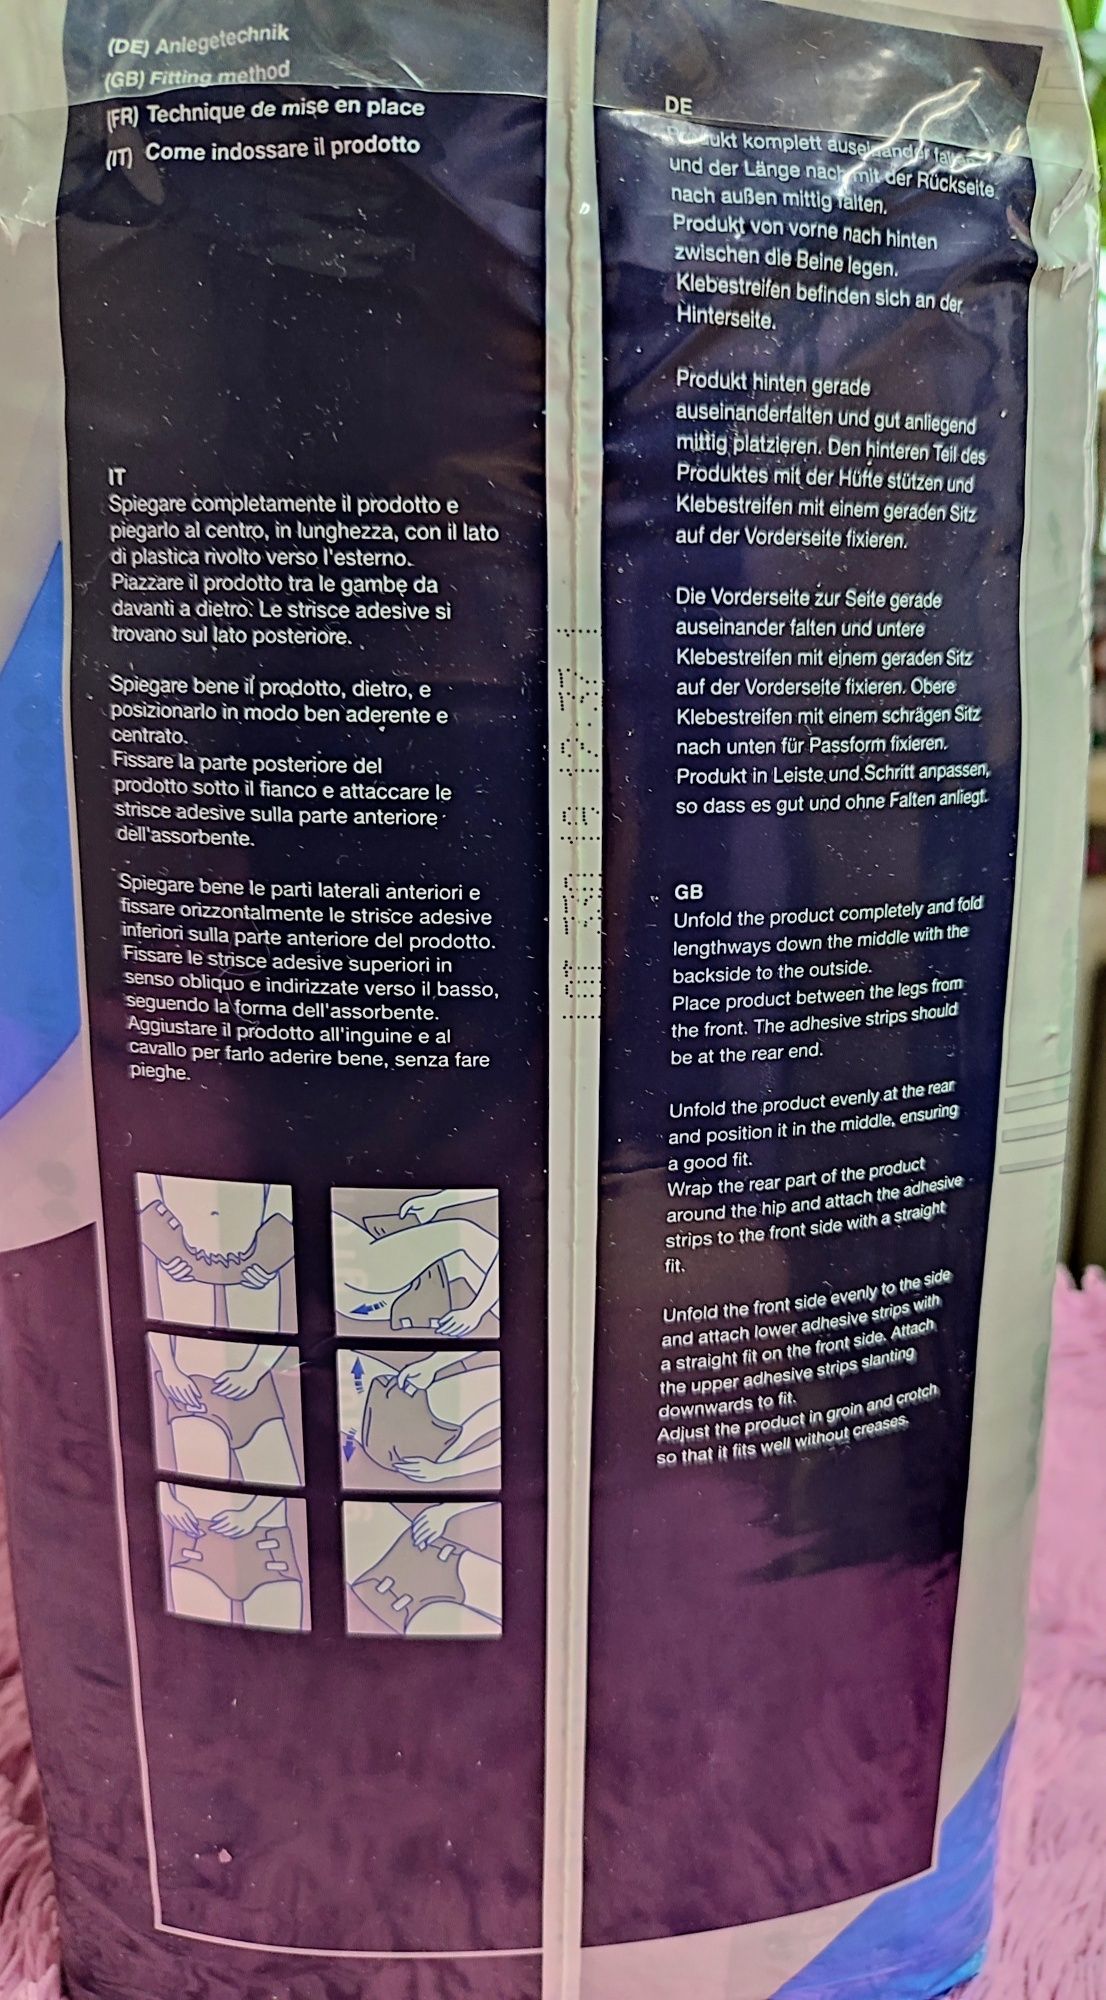 (DE) Anlegetechnik
(GB) Fitting method
(FR) Technique de mise en place
(IT) Come indossare il prodotto
IT
Spiegare completamente il prodotto e
piegarlo al centro, in lunghezza, con il lato
di plastica rivolto verso l'esterno.
Piazzare il prodotto tra le gambe da
davanti a dietro. Le strisce adesive si
trovano sul lato posteriore.
Spiegare bene il prodotto, dietro, e
posizionarlo in modo ben aderente e
centrato.
Fissare la parte posteriore del
prodotto sotto il fianco e attaccare le
strisce adesive sulla parte anteriore
dell'assorbente.
Spiegare bene le parti laterali anteriori e
fissare orizzontalmente le strisce adesive
inferiori sulla parte anteriore del prodotto.
Fissare le strisce adesive superiori in
senso obliquo e indirizzate verso il basso,
seguendo la forma dell'assorbente.
Aggiustare il prodotto all'inguine e al
cavallo per farlo aderire bene, senza fare
pieghe.
DE
Produkt komplett auseinander falten
und der Länge nach mit der Rückseite
nach außen mittig falten.
Produkt von vorne nach hinten
zwischen die Beine legen.
Klebestreifen befinden sich an der
Hinterseite.
Produkt hinten gerade
auseinanderfalten und gut anliegend
mittig platzieren. Den hinteren Teil des
Produktes mit der Hüfte stützen und
Klebestreifen mit einem geraden Sitz
auf der Vorderseite fixieren.
Die Vorderseite zur Seite gerade
auseinander falten und untere
Klebestreifen mit einem geraden Sitz
auf der Vorderseite fixieren. Obere
Klebestreifen mit einem schrägen Sitz
nach unten für Passform fixieren.
Produkt in Leiste und Schritt anpassen,
so dass es gut und ohne Falten anliegt.
GB
Unfold the product completely and fold
lengthways down the middle with the
backside to the outside.
Place product between the legs from
the front. The adhesive strips should
be at the rear end.
Unfold the product evenly at the rear
and position it in the middle, ensuring
a good fit.
Wrap the rear part of the product
around the hip and attach the adhesive
strips to the front side with a straight
fit.
Unfold the front side evenly to the side
and attach lower adhesive strips with
a straight fit on the front side. Attach
the upper adhesive strips slanting
downwards to fit.
Adjust the product in groin and crotch
so that it fits well without creases.